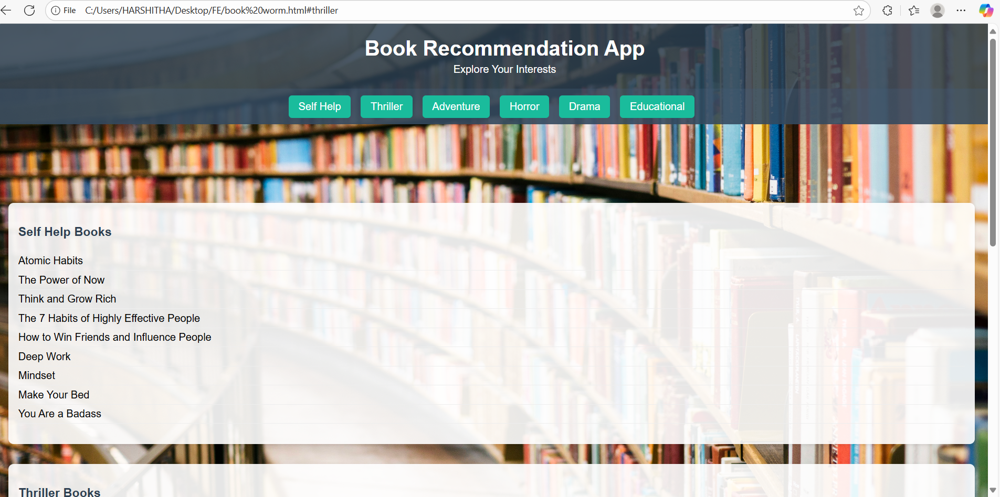 File C:/Users/HARSHITHA/Desktop/FE/book%20worm.html#thriller
Book Recommendation App
Explore Your Interests
Self Help Thriller Adventure Horror Drama Educational
Self Help Books
Atomic Habits
The Power of Now
Think and Grow Rich
The 7 Habits of Highly Effective People
How to Win Friends and Influence People
Deep Work
Mindset
Make Your Bed
You Are a Badass
Thriller Books